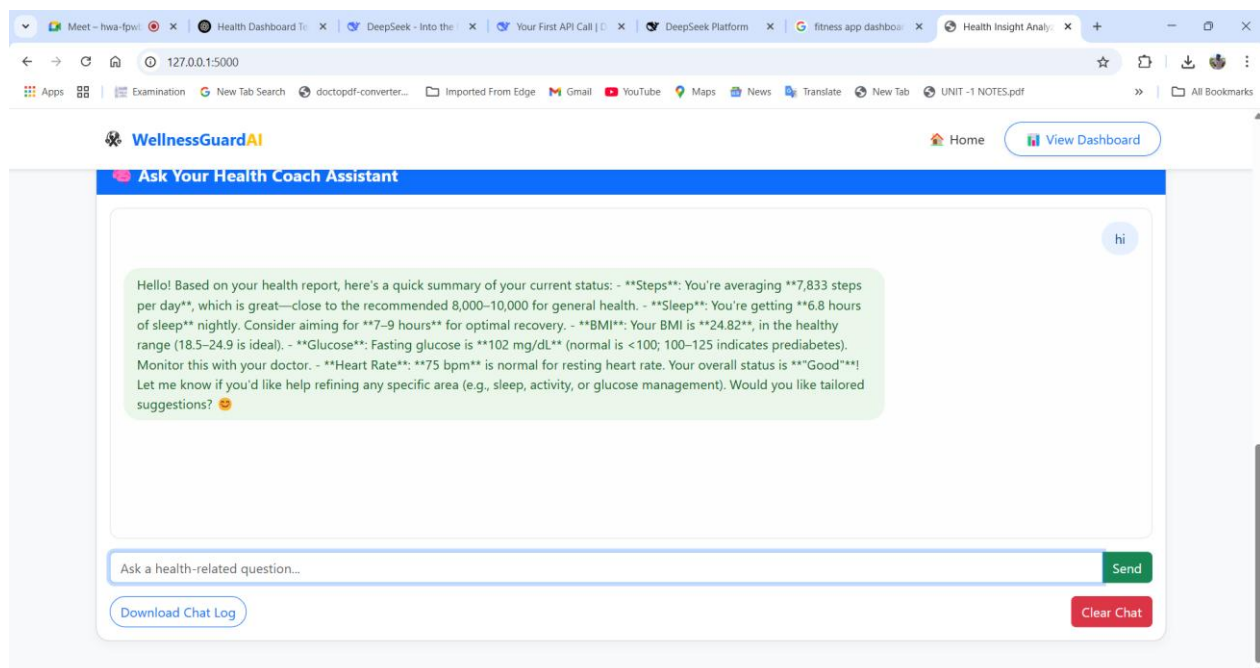 Meet – hwa-fpw
Health Dashboard Te
DeepSeek - Into the
Your First API Call | D
DeepSeek Platform
fitness app dashboa
Health Insight Analy
127.0.0.1:5000
Apps
Examination
New Tab Search
doctopdf-converter...
Imported From Edge
Gmail
YouTube
Maps
News
Translate
New Tab
UNIT -1 NOTES.pdf
»
All Bookmarks
WellnessGuardAI
Home
View Dashboard
Ask Your Health Coach Assistant
hi
Hello! Based on your health report, here's a quick summary of your current status: - **Steps**: You're averaging **7,833 steps
per day**, which is great—close to the recommended 8,000–10,000 for general health. - **Sleep**: You're getting **6.8 hours
of sleep** nightly. Consider aiming for **7–9 hours** for optimal recovery. - **BMI**: Your BMI is **24.82**, in the healthy
range (18.5–24.9 is ideal). - **Glucose**: Fasting glucose is **102 mg/dL** (normal is <100; 100–125 indicates prediabetes).
Monitor this with your doctor. - **Heart Rate**: **75 bpm** is normal for resting heart rate. Your overall status is **"Good"**!
Let me know if you'd like help refining any specific area (e.g., sleep, activity, or glucose management). Would you like tailored
suggestions? 😊
Ask a health-related question...
Send
Download Chat Log
Clear Chat